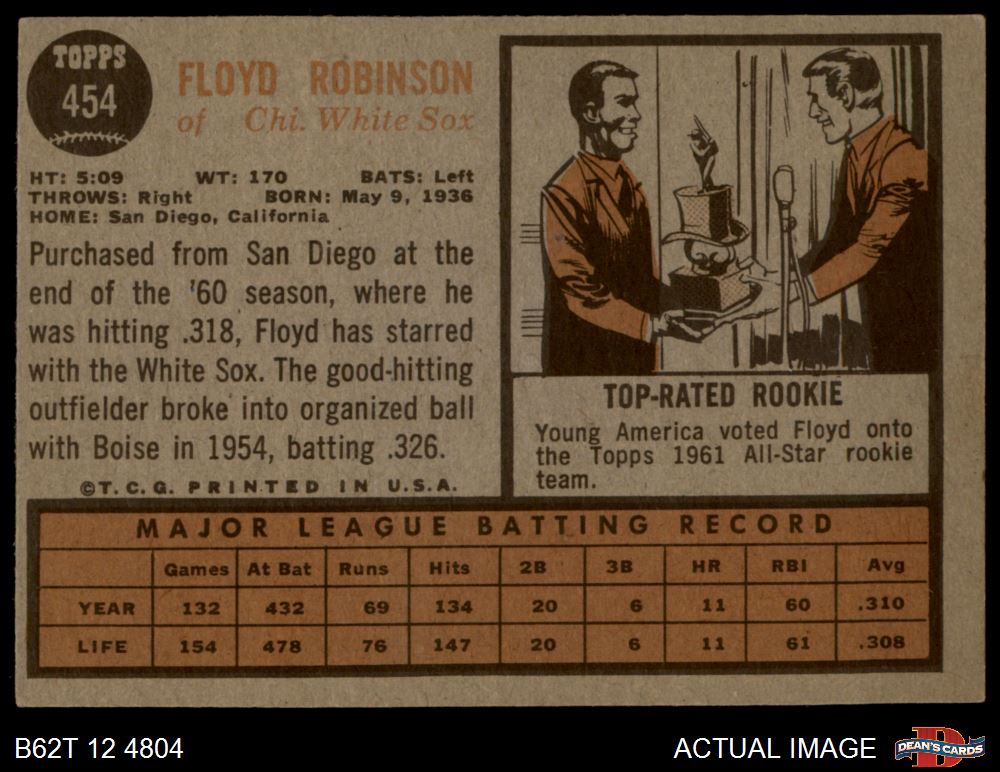 TOPPS
454
FLOYD ROBINSON
of Chi. White Sox
HT: 5:09 WT: 170 BATS: Left
THROWS: Right BORN: May 9, 1936
HOME: San Diego, California
Purchased from San Diego at the
end of the '60 season, where he
was hitting .318, Floyd has starred
with the White Sox. The good-hitting
outfielder broke into organized ball
with Boise in 1954, batting .326.
©T.C.G. PRINTED IN U.S.A.
TOP-RATED ROOKIE
Young America voted Floyd onto
the Topps 1961 All-Star rookie
team.
MAJOR LEAGUE BATTING RECORD
Games At Bat Runs Hits 2B 3B HR RBI Avg
YEAR 132 432 69 134 20 6 11 60 .310
LIFE 154 478 76 147 20 6 11 61 .308
B62T 12 4804
ACTUAL IMAGE
D
DEAN'S CARDS